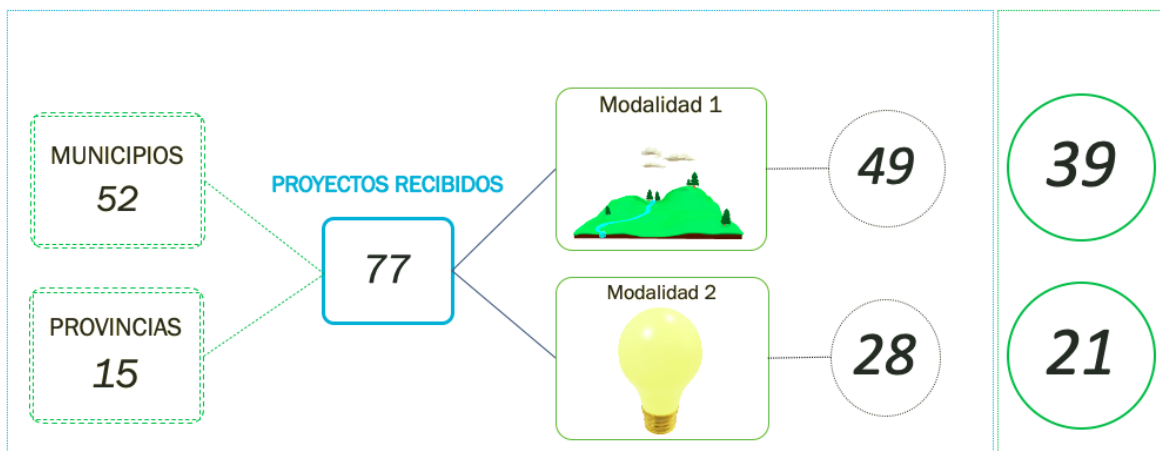 MUNICIPIOS
52
PROVINCIAS
15
PROYECTOS RECIBIDOS
77
Modalidad 1
49
39
Modalidad 2
28
21